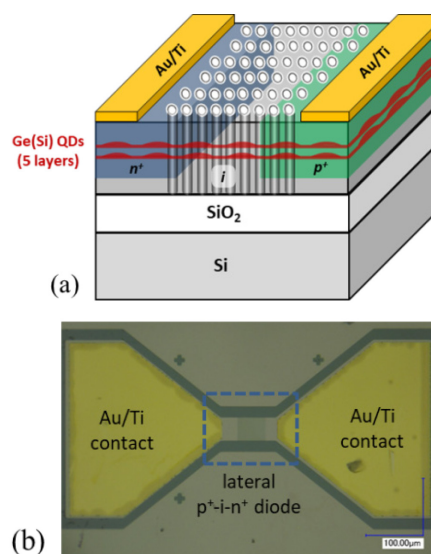 Au/Ti
Au/Ti
Ge(Si) QDs
(5 layers)
n⁺
i
p⁺
SiO₂
Si
(a)
Au/Ti
contact
Au/Ti
contact
lateral
p⁺-i-n⁺ diode
(b)
100.00µm